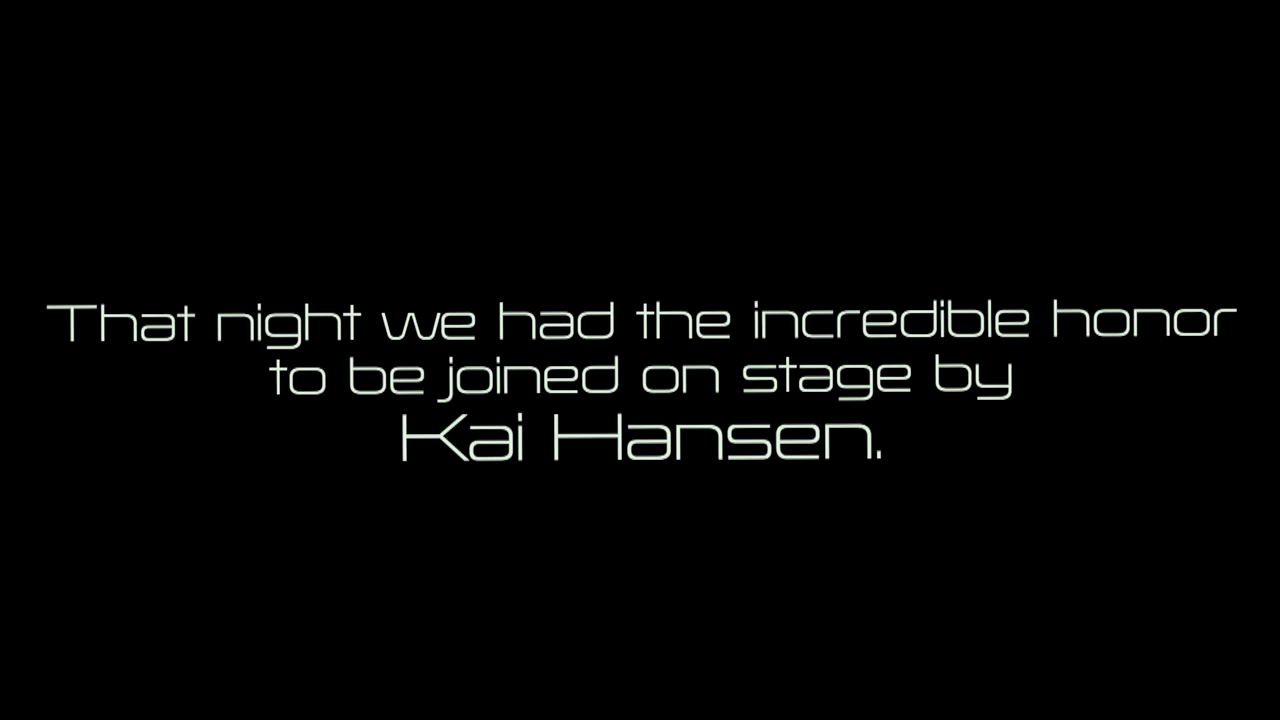 That night we had the incredible honor
to be joined on stage by
Kai Hansen.